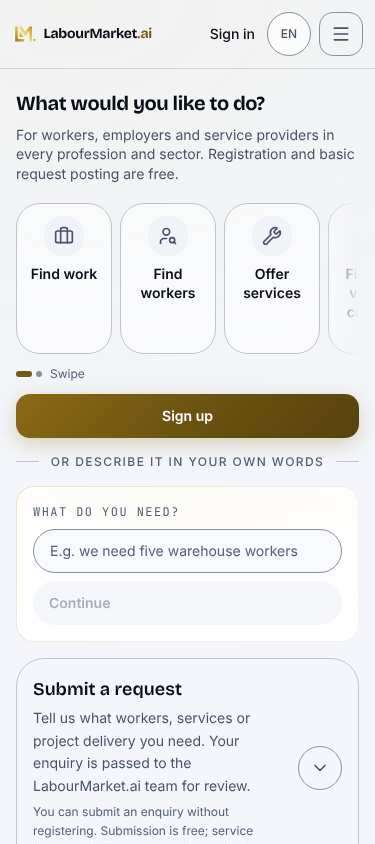 LabourMarket.ai
Sign in
EN
What would you like to do?
For workers, employers and service providers in
every profession and sector. Registration and basic
request posting are free.
Find work
Find
workers
Offer
services
Swipe
Sign up
OR DESCRIBE IT IN YOUR OWN WORDS
WHAT DO YOU NEED?
E.g. we need five warehouse workers
Continue
Submit a request
Tell us what workers, services or
project delivery you need. Your
enquiry is passed to the
LabourMarket.ai team for review.
You can submit an enquiry without
registering. Submission is free; service